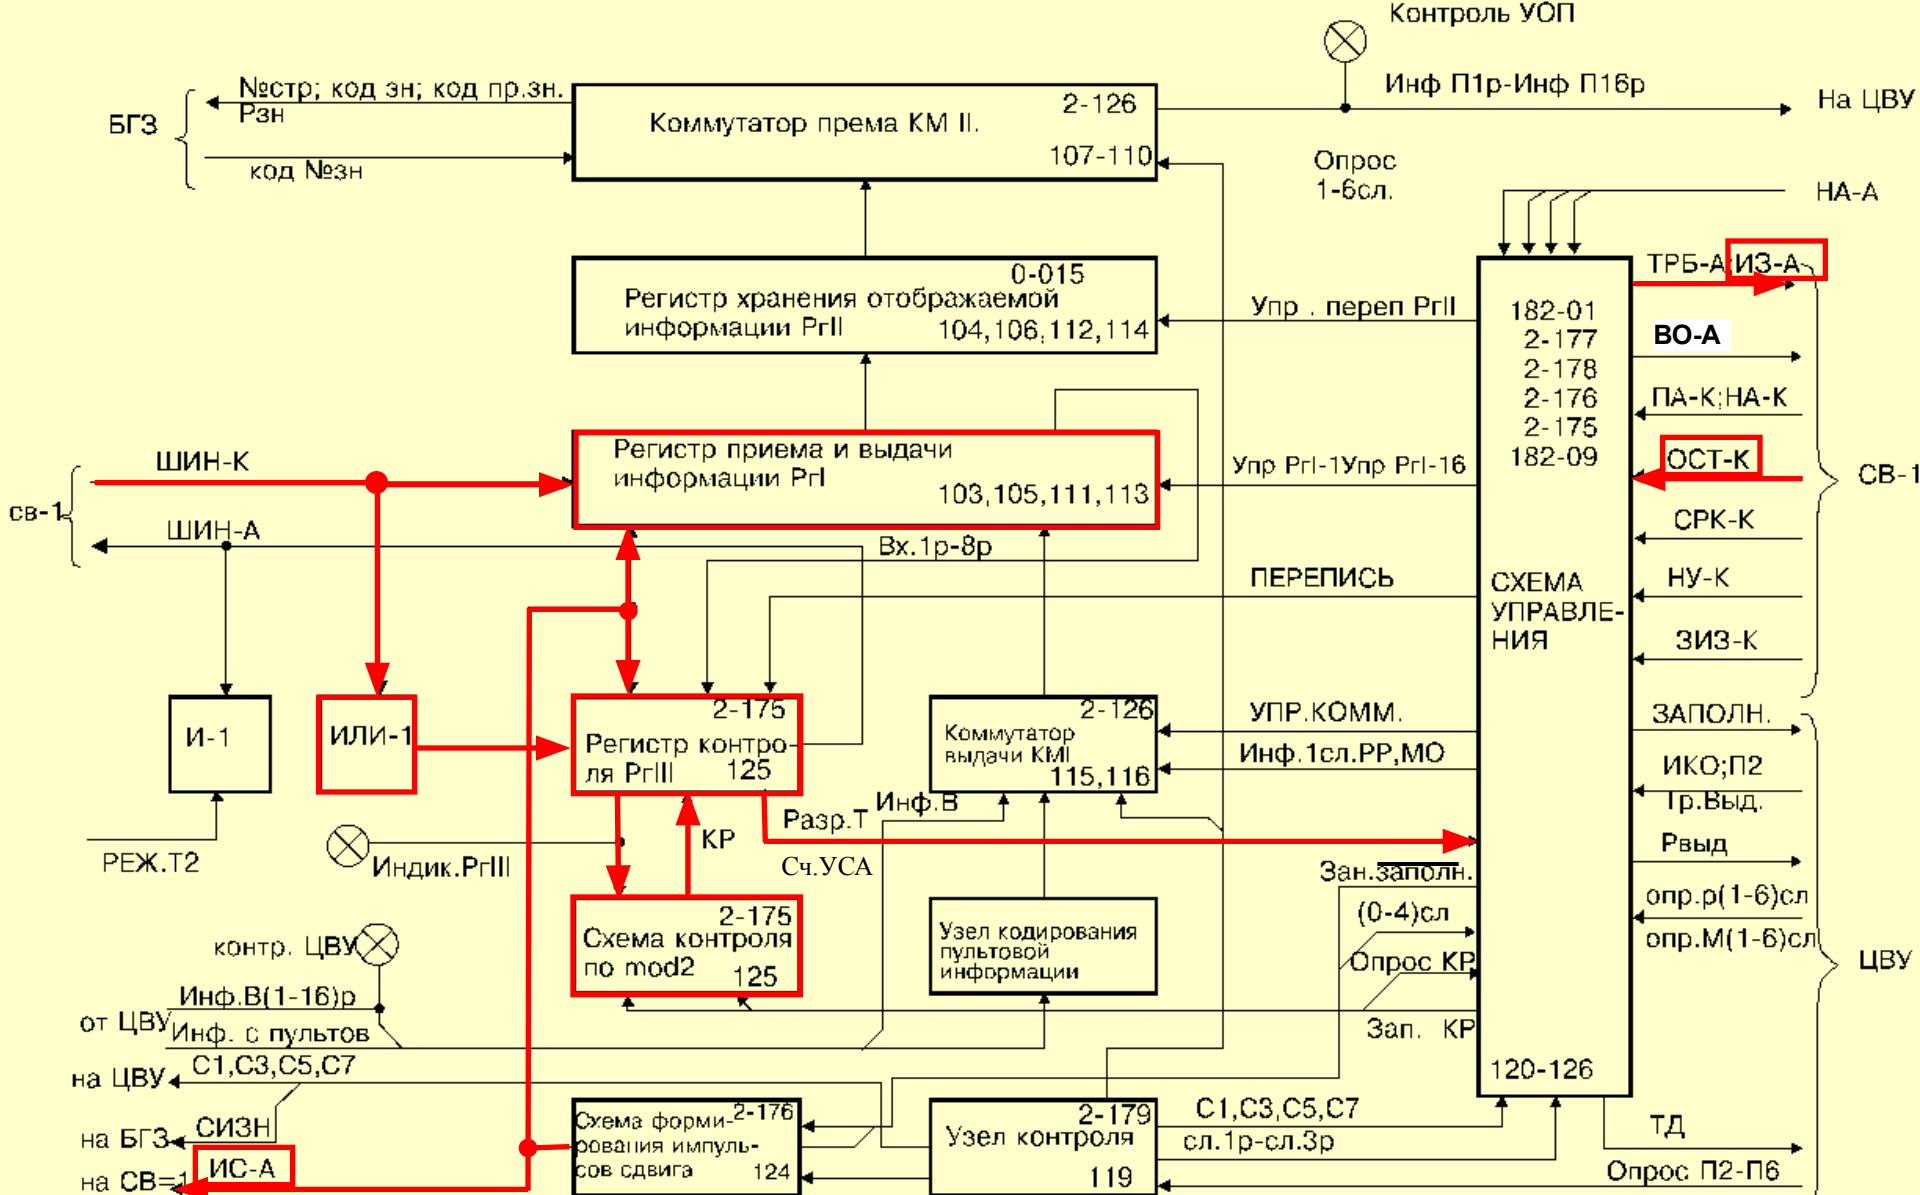 Контроль УОП
№стр; код зн; код пр.зн.
Рзн
БГЗ
код №зн
2-126
Коммутатор према КМ II.
107-110
Инф П1р-Инф П16р
На ЦВУ
Опрос
1-6сл.
НА-А
0-015
Регистр хранения отображаемой
информации РгII
104,106,112,114
Упр . переп РгII
ТРБ-А;ИЗ-А
182-01
2-177
2-178
2-176
2-175
182-09
ВО-А
ПА-К;НА-К
ОСТ-К
СВ-1
СРК-К
НУ-К
ЗИЗ-К
ШИН-К
св-1
ШИН-А
Регистр приема и выдачи
информации РгI
103,105,111,113
Упр РгI-1Упр РгI-16
Вх.1р-8р
ПЕРЕПИСЬ
СХЕМА
УПРАВЛЕ-
НИЯ
И-1
ИЛИ-1
2-175
Регистр контро-
ля РгIII
125
2-126
Коммутатор
выдачи КМI
115,116
УПР.КОММ.
Инф.1сл.РР,МО
ЗАПОЛН.
ИКО;П2
Тр.Выд.
Рвыд
опр.р(1-6)сл
опр.М(1-6)сл
ЦВУ
РЕЖ.Т2
Индик.РгIII
КР
Разр.Т
Инф.В
Сч.УСА
Зан.заполн.
(0-4)сл
Опрос КР
Зап. КР
2-175
Схема контроля
по mod2
125
Узел кодирования
пультовой
информации
контр. ЦВУ
Инф.В(1-16)р
от ЦВУ
Инф. с пультов
С1,С3,С5,С7
на ЦВУ
СИЗН
на БГЗ
ИС-А
на СВ=1
2-176
Схема форми-
рования импуль-
сов сдвига
124
2-179
Узел контроля
119
С1,С3,С5,С7
сл.1р-сл.3р
120-126
ТД
Опрос П2-П6